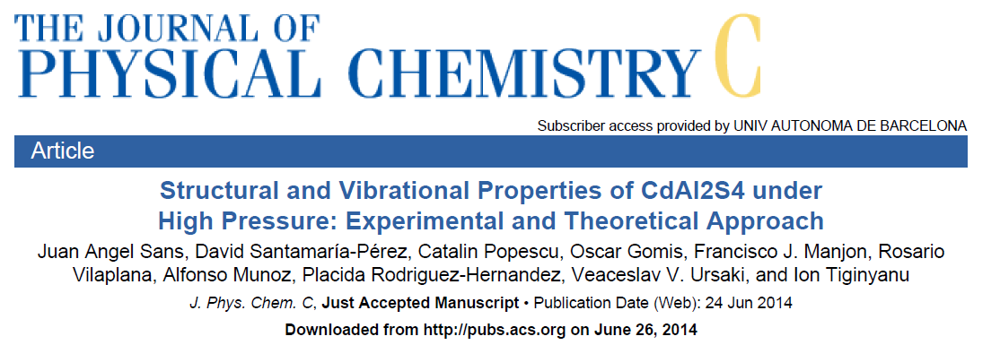 THE JOURNAL OF
PHYSICAL CHEMISTRY C
Subscriber access provided by UNIV AUTONOMA DE BARCELONA
Article
Structural and Vibrational Properties of CdAl2S4 under
High Pressure: Experimental and Theoretical Approach
Juan Angel Sans, David Santamaría-Pérez, Catalin Popescu, Oscar Gomis, Francisco J. Manjon, Rosario
Vilaplana, Alfonso Munoz, Placida Rodriguez-Hernandez, Veaceslav V. Ursaki, and Ion Tiginyanu
J. Phys. Chem. C, Just Accepted Manuscript • Publication Date (Web): 24 Jun 2014
Downloaded from http://pubs.acs.org on June 26, 2014